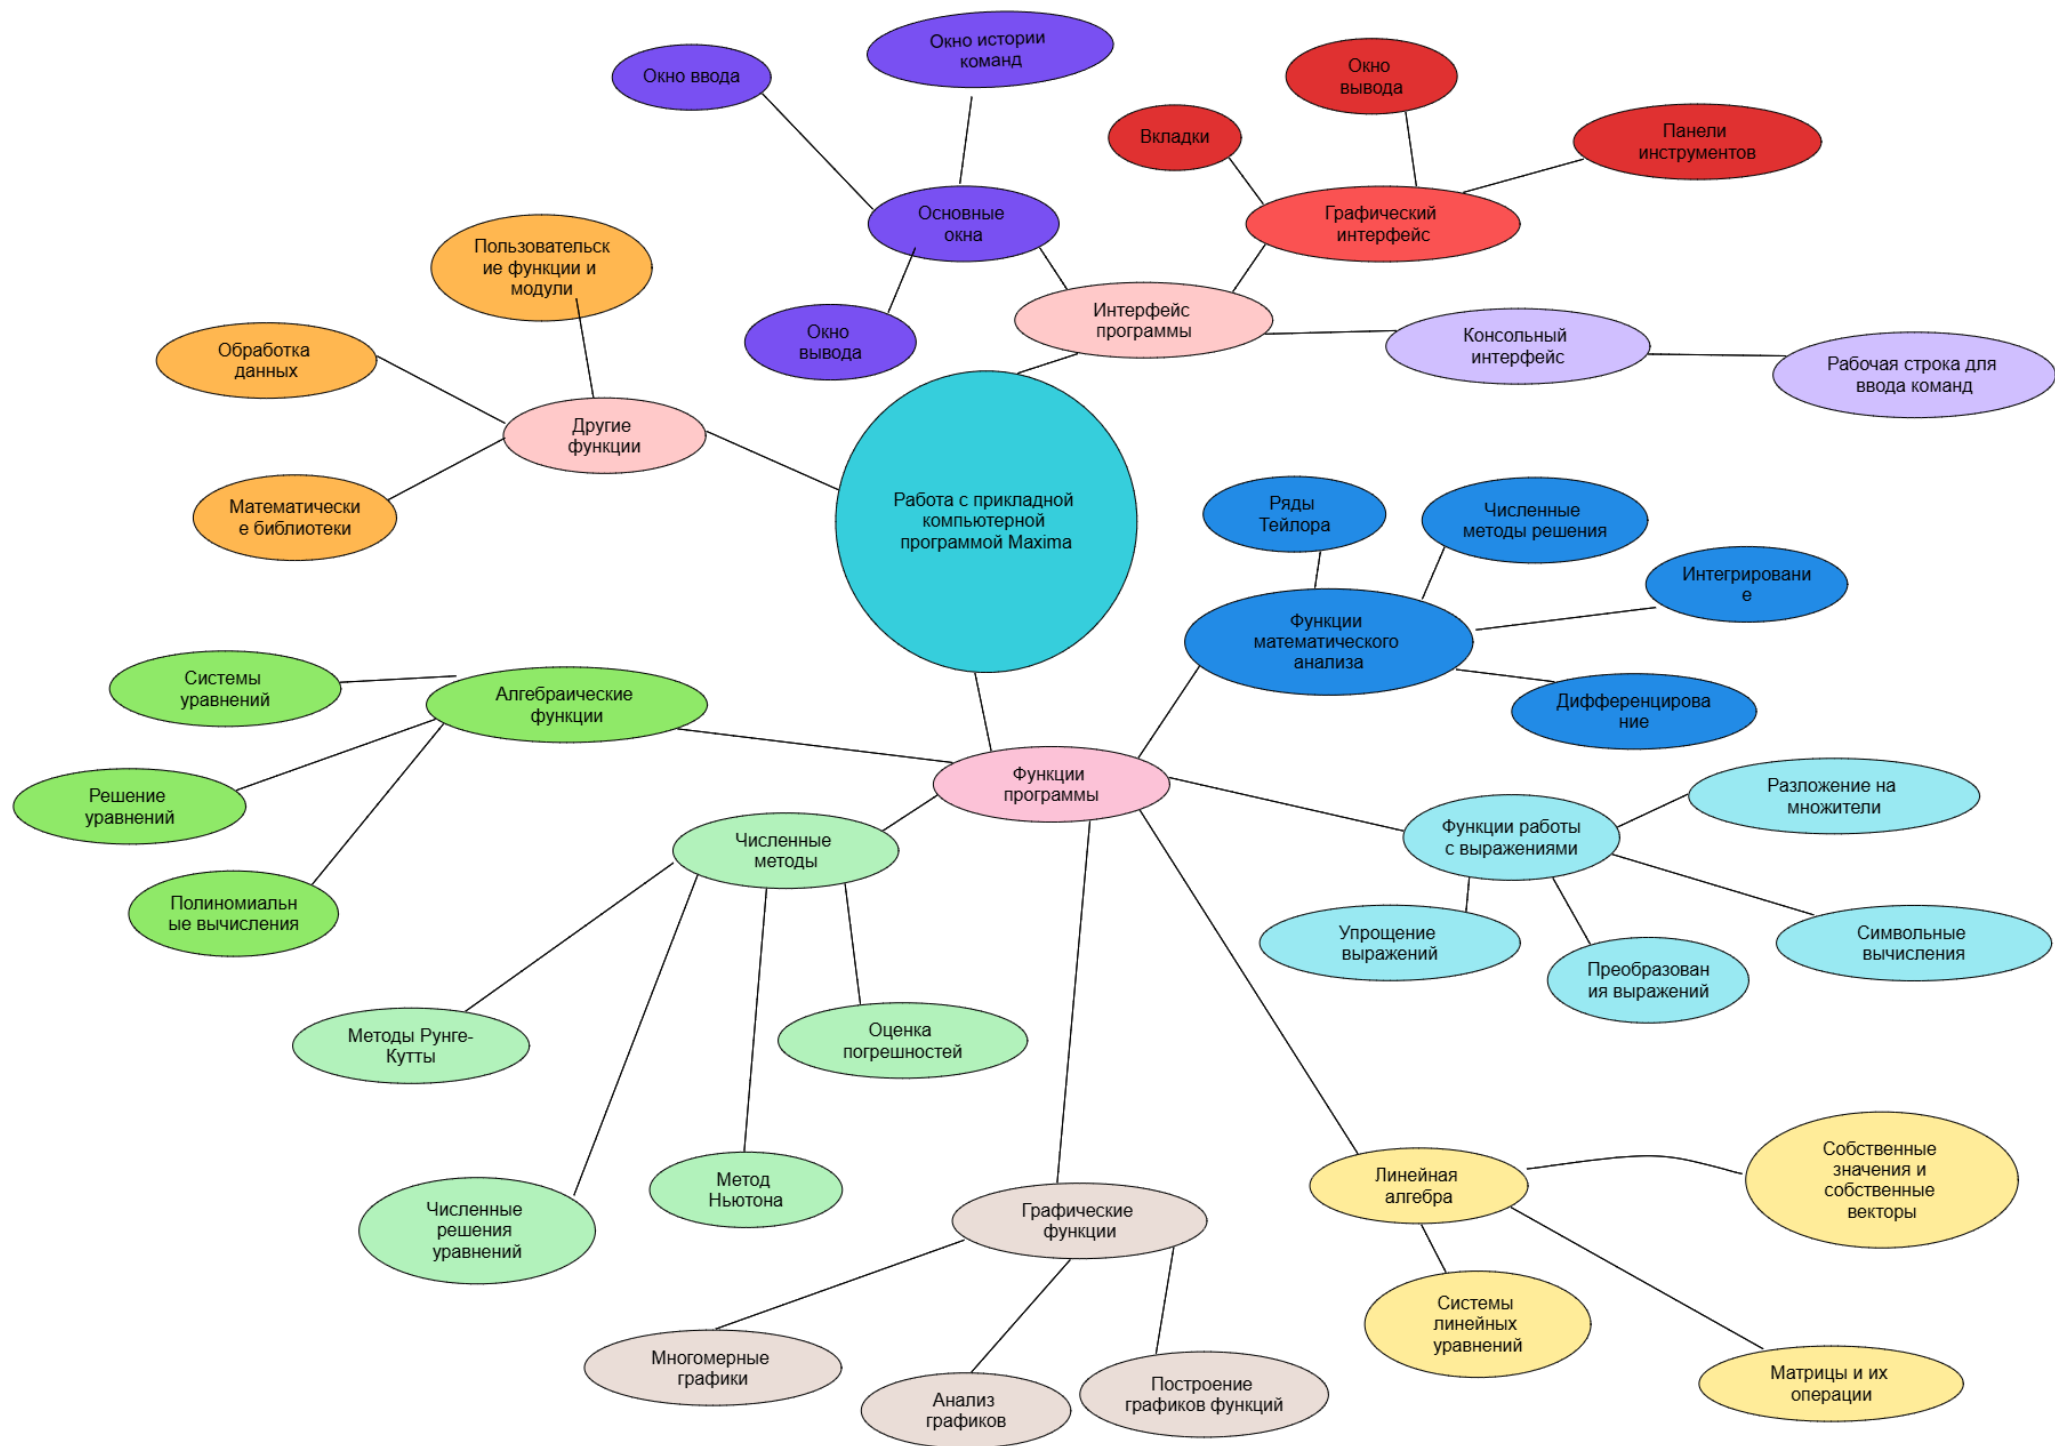 Окно истории
команд
Окно ввода
Окно
вывода
Вкладки
Панели
инструментов
Основные
окна
Графический
интерфейс
Пользовательск
ие функции и
модули
Интерфейс
программы
Окно
вывода
Консольный
интерфейс
Рабочая строка для
ввода команд
Обработка
данных
Другие
функции
Математически
е библиотеки
Работа с прикладной
компьютерной
программой Maxima
Ряды
Тейлора
Численные
методы решения
Интегрировани
е
Функции
математического
анализа
Дифференцирова
ние
Системы
уравнений
Алгебраические
функции
Решение
уравнений
Полиномиальн
ые вычисления
Функции
программы
Численные
методы
Функции работы
с выражениями
Разложение на
множители
Упрощение
выражений
Преобразован
ия выражений
Символьные
вычисления
Методы Рунге-
Кутты
Оценка
погрешностей
Численные
решения
уравнений
Метод
Ньютона
Графические
функции
Линейная
алгебра
Собственные
значения и
собственные
векторы
Системы
линейных
уравнений
Матрицы и их
операции
Многомерные
графики
Анализ
графиков
Построение
графиков функций